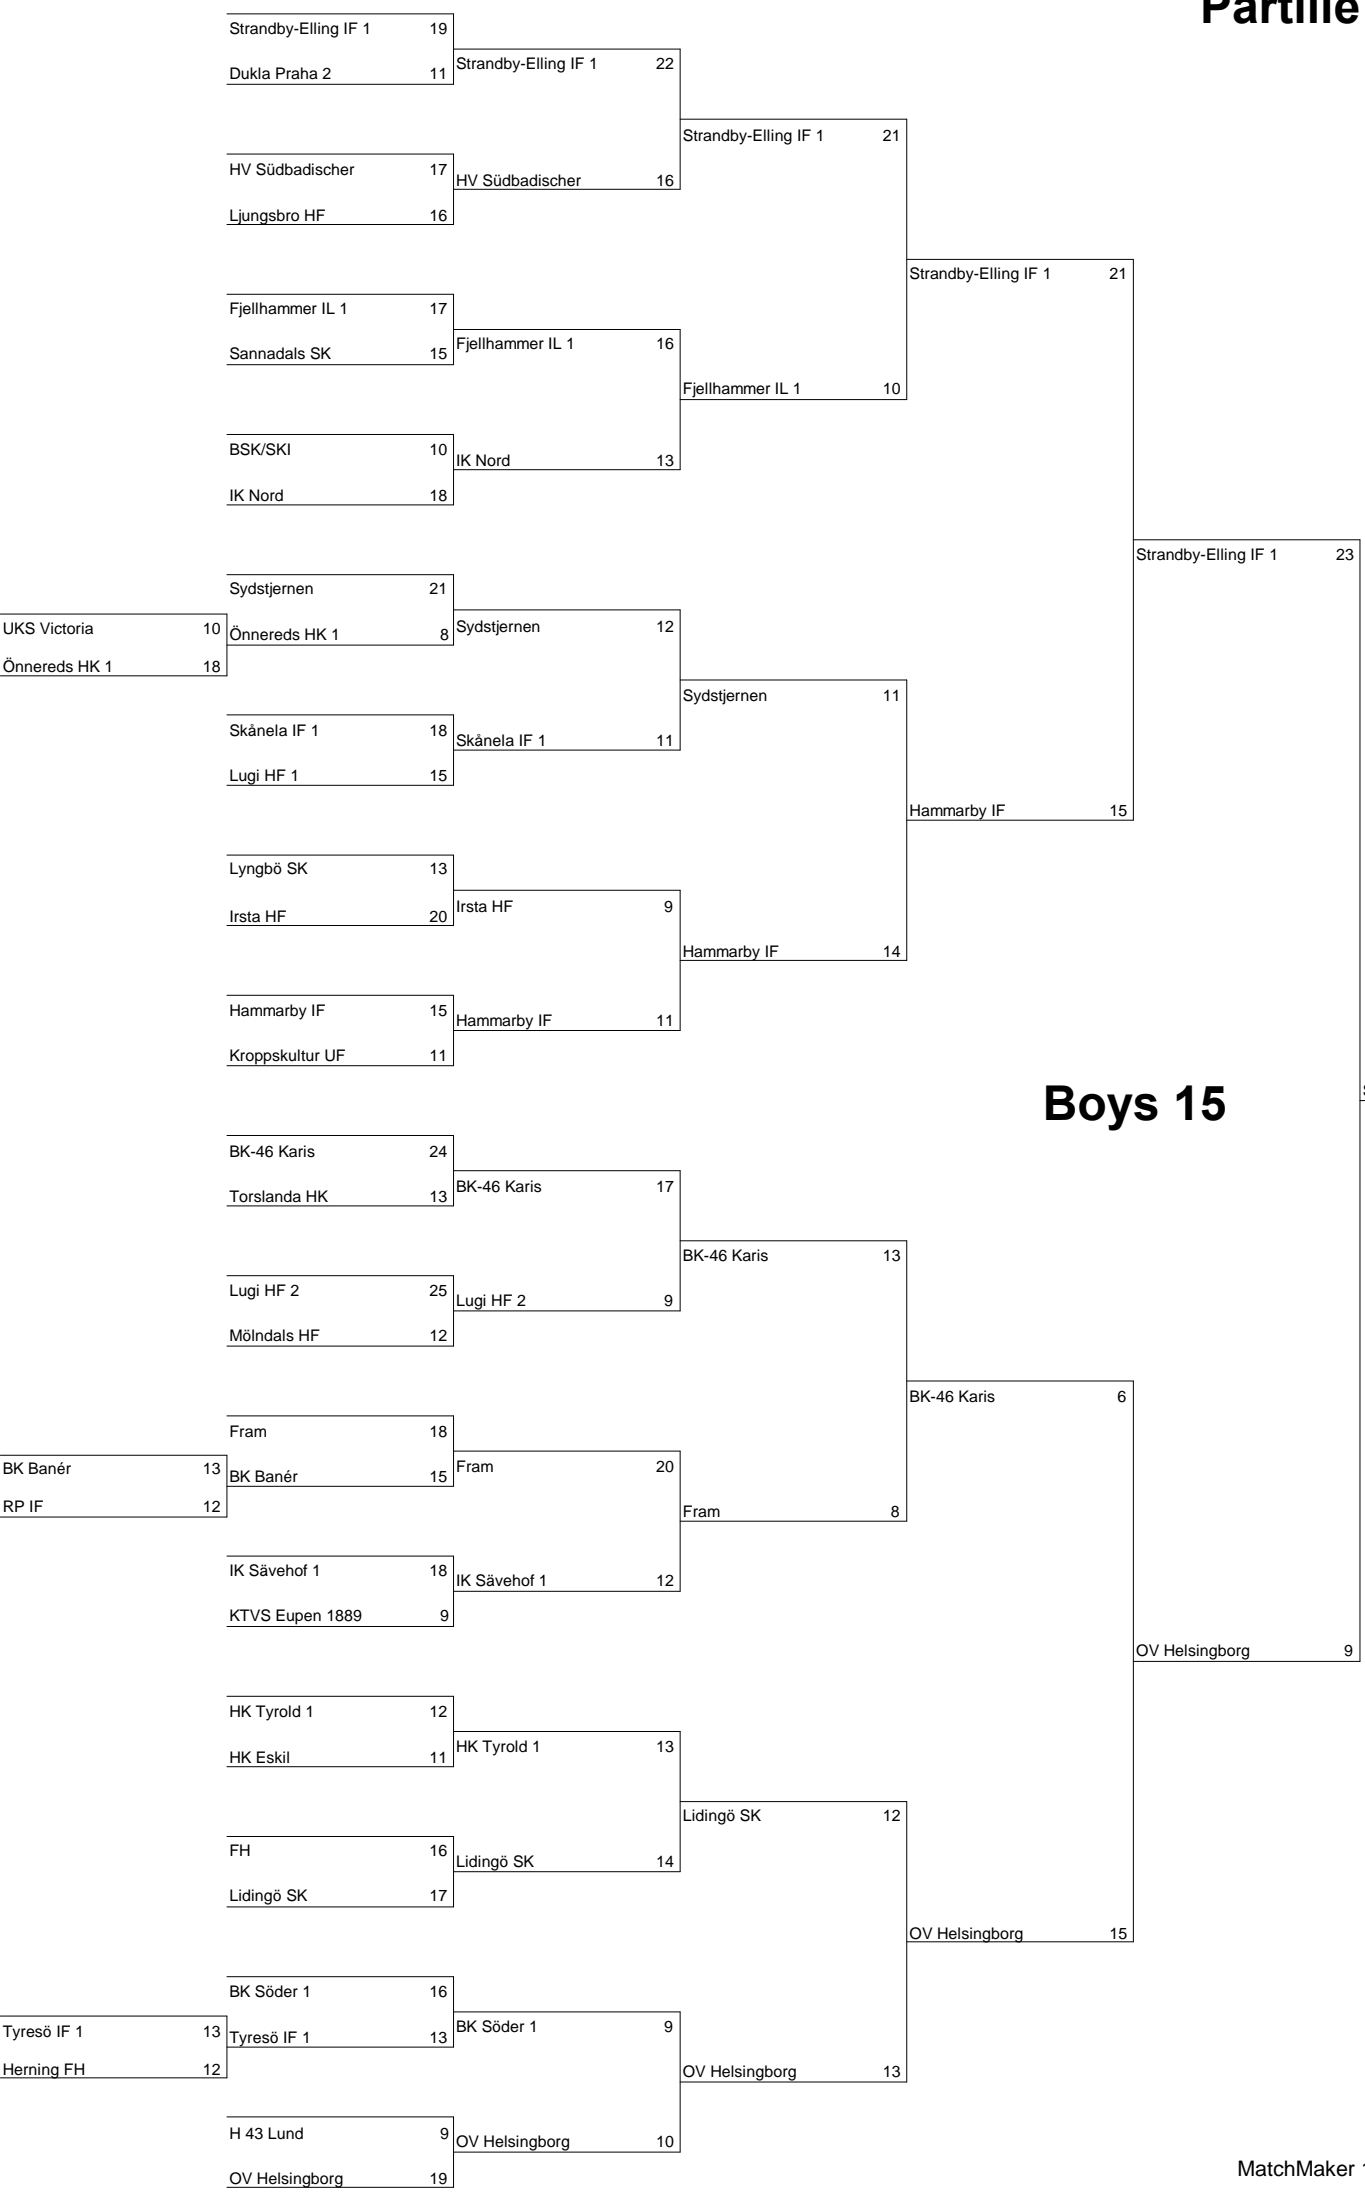 Partille
Strandby-Elling IF 1 19
Dukla Praha 2 11
Strandby-Elling IF 1 22
Strandby-Elling IF 1 21
HV Südbadischer 17
HV Südbadischer 16
Ljungsbro HF 16
Strandby-Elling IF 1 21
Fjellhammer IL 1 17
Sannadals SK 15
Fjellhammer IL 1 16
Fjellhammer IL 1 10
BSK/SKI 10
IK Nord 13
IK Nord 18
Strandby-Elling IF 1 23
Sydstjernen 21
UKS Victoria 10
Önnereds HK 1 8
Sydstjernen 12
Önnereds HK 1 18
Sydstjernen 11
Skånela IF 1 18
Skånela IF 1 11
Lugi HF 1 15
Hammarby IF 15
Lyngbö SK 13
Irsta HF 20
Irsta HF 9
Hammarby IF 14
Hammarby IF 15
Hammarby IF 11
Kroppskultur UF 11
Boys 15
BK-46 Karis 24
Torslanda HK 13
BK-46 Karis 17
BK-46 Karis 13
Lugi HF 2 25
Lugi HF 2 9
Mölndals HF 12
BK-46 Karis 6
Fram 18
BK Banér 13
BK Banér 15
Fram 20
RP IF 12
Fram 8
IK Sävehof 1 18
IK Sävehof 1 12
KTVS Eupen 1889 9
OV Helsingborg 9
HK Tyrold 1 12
HK Eskil 11
HK Tyrold 1 13
Lidingö SK 12
FH 16
Lidingö SK 14
Lidingö SK 17
OV Helsingborg 15
BK Söder 1 16
Tyresö IF 1 13
Tyresö IF 1 13
BK Söder 1 9
Herning FH 12
OV Helsingborg 13
H 43 Lund 9
OV Helsingborg 10
OV Helsingborg 19
MatchMaker